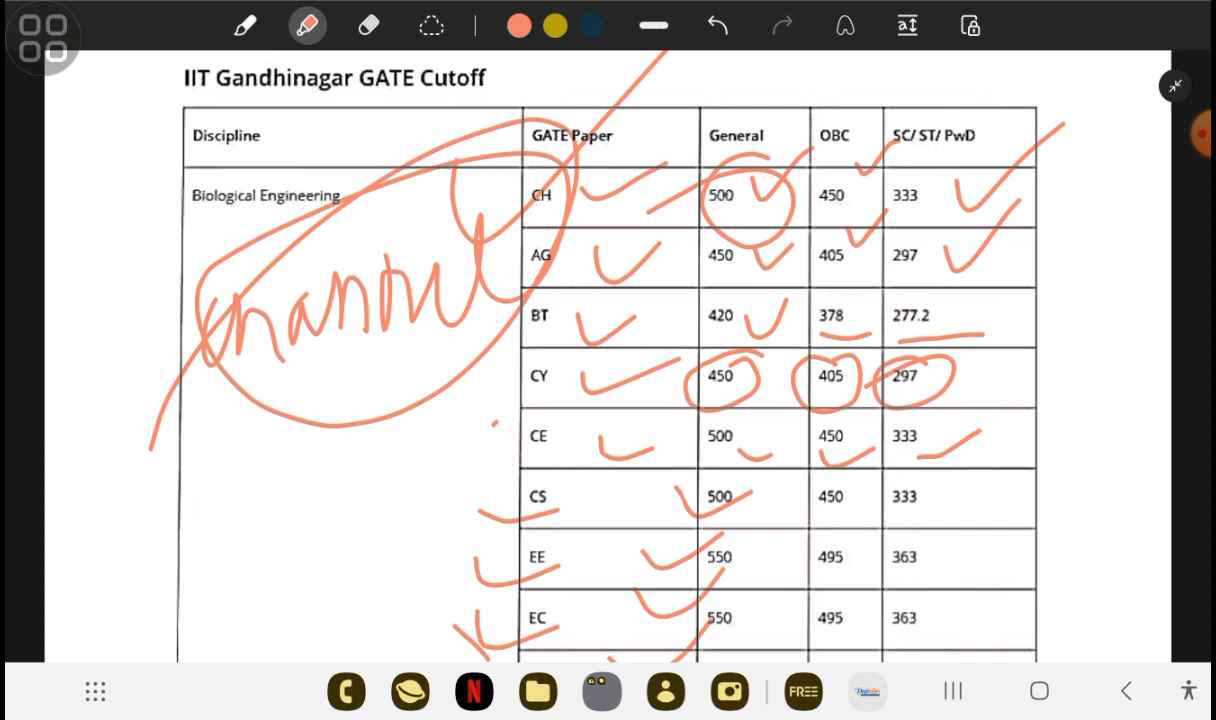 IIT Gandhinagar GATE Cutoff
Discipline GATE Paper General OBC SC/ ST/ PwD
Biological Engineering CH 500 450 333
AG 450 405 297
BT 420 378 277.2
CY 450 405 297
CE 500 450 333
CS 500 450 333
EE 550 495 363
EC 550 495 363
FREE